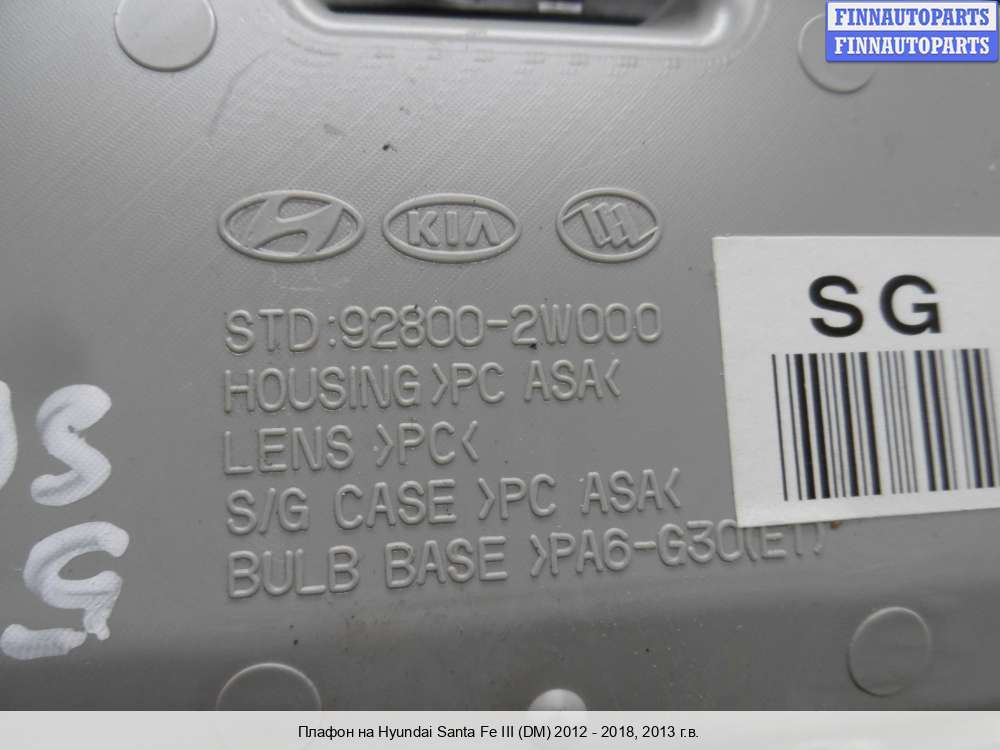 FINNAUTOPARTS
FINNAUTOPARTS
KIA
SG
STD:92800-2W000
HOUSING >PC ASA<
LENS >PC<
S/G CASE >PC ASA<
BULB BASE >PA6-G30(E1)
Плафон на Hyundai Santa Fe III (DM) 2012 - 2018, 2013 г.в.